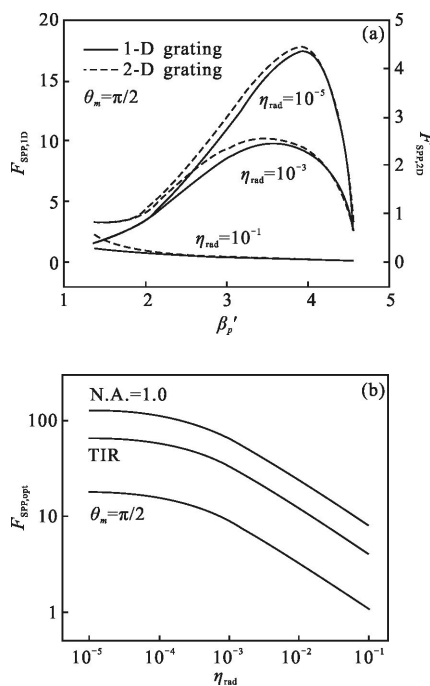 (a)
1-D grating
2-D grating
θm=π/2
ηrad=10⁻⁵
ηrad=10⁻³
ηrad=10⁻¹
20
15
10
5
0
FSPP,1D
5
4
3
2
1
0
SPP,2D
1
2
3
4
5
βp′
(b)
N.A.=1.0
TIR
θm=π/2
100
10
1
FSPP,opt
10⁻⁵
10⁻⁴
10⁻³
10⁻²
10⁻¹
ηrad